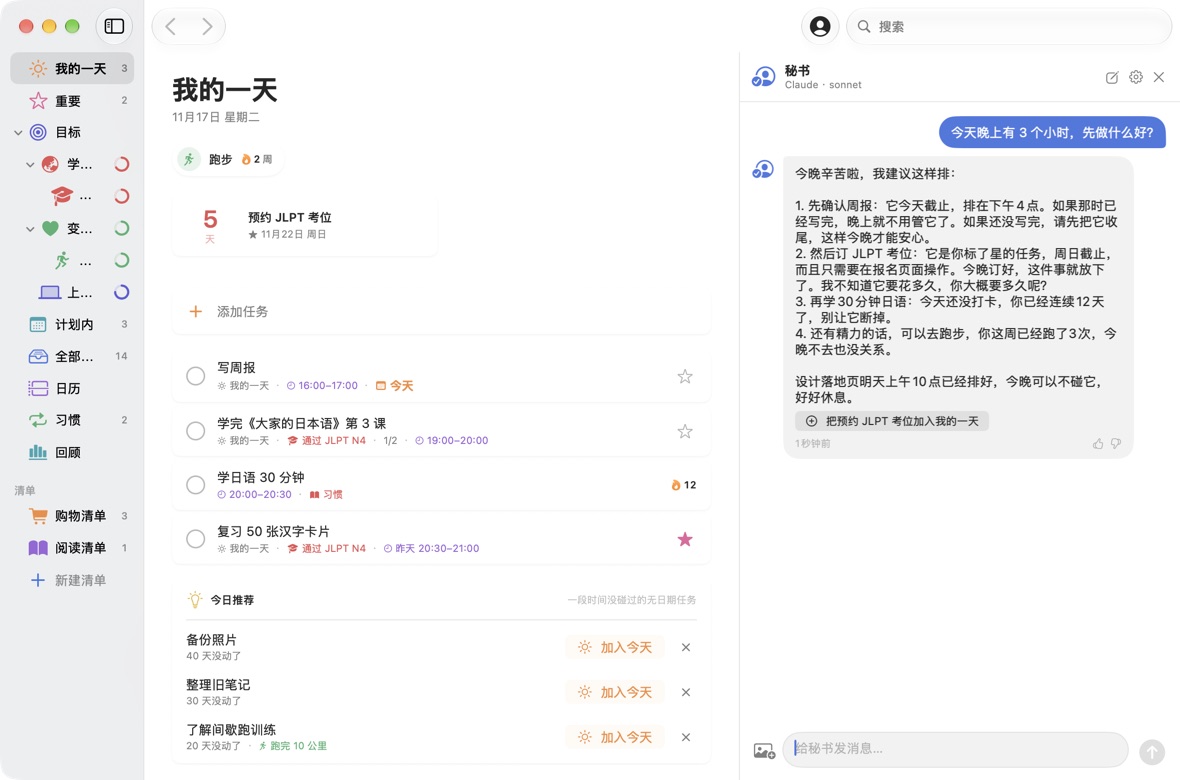 搜索
我的一天 3
重要 2
目标
学...
...
变...
...
上...
计划内 3
全部... 14
日历
习惯 2
回顾
清单
购物清单 3
阅读清单 1
新建清单
我的一天
11月17日 星期二
跑步 2 周
5
天
预约 JLPT 考位
11月22日 周日
添加任务
写周报
我的一天 · 16:00–17:00 · 今天
学完《大家的日本语》第 3 课
我的一天 · 通过 JLPT N4 · 1/2 · 19:00–20:00
学日语 30 分钟
20:00–20:30 · 习惯
12
复习 50 张汉字卡片
我的一天 · 通过 JLPT N4 · 昨天 20:30–21:00
今日推荐
一段时间没碰过的无日期任务
备份照片
40 天没动了
加入今天
整理旧笔记
30 天没动了
加入今天
了解间歇跑训练
20 天没动了 · 跑完 10 公里
加入今天
秘书
Claude · sonnet
今天晚上有 3 个小时，先做什么好？
今晚辛苦啦，我建议这样排：
1. 先确认周报：它今天截止，排在下午4点。如果那时已
经写完，晚上就不用管它了。如果还没写完，请先把它收
尾，这样今晚才能安心。
2. 然后订 JLPT 考位：它是你标了星的任务，周日截止，
而且只需要在报名页面操作。今晚订好，这件事就放下
了。我不知道它要花多久，你大概要多久呢？
3. 再学30分钟日语：今天还没打卡，你已经连续12天
了，别让它断掉。
4. 还有精力的话，可以去跑步，你这周已经跑了3次，今
晚不去也没关系。
设计落地页明天上午10点已经排好，今晚可以不碰它，
好好休息。
把预约 JLPT 考位加入我的一天
1秒钟前
给秘书发消息...